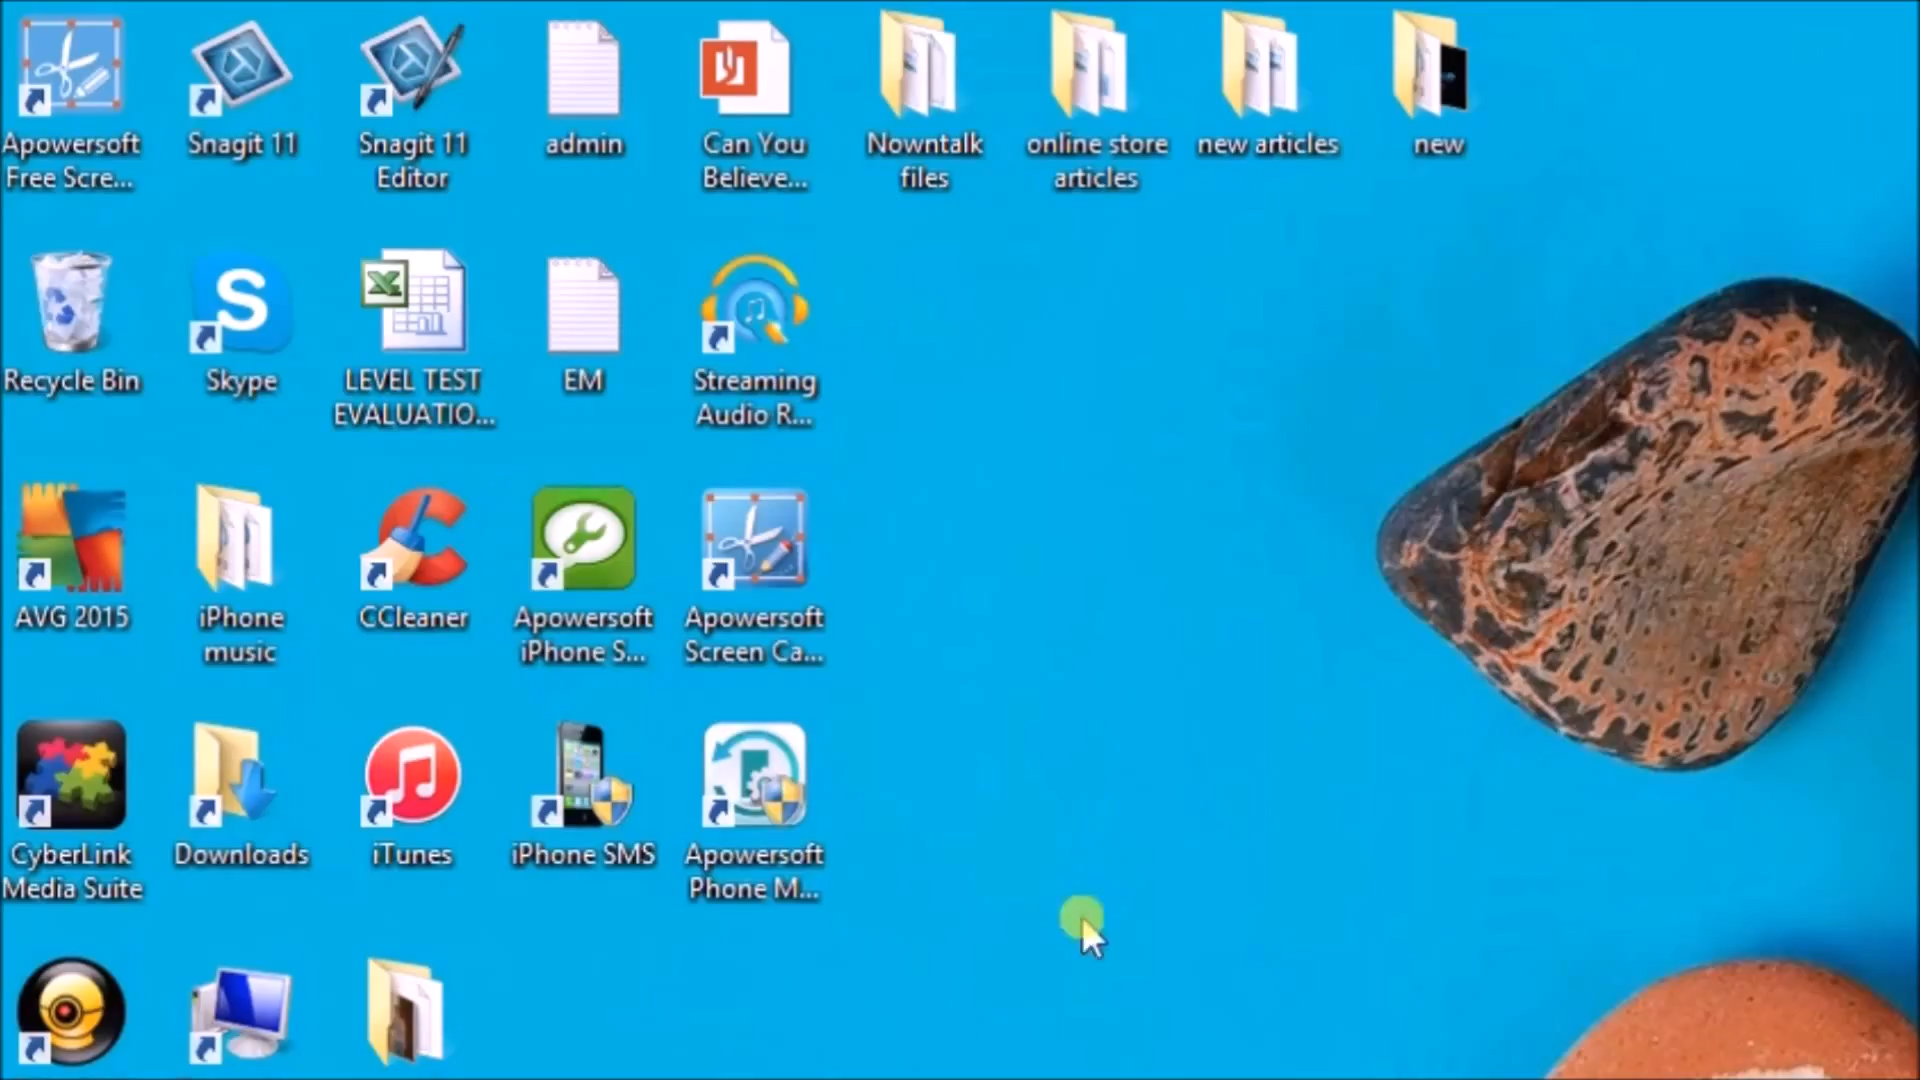 Apowersoft
Free Scre...
Snagit 11
Snagit 11
Editor
admin
Can You
Believe...
Nowntalk
files
online store
articles
new articles
new
Recycle Bin
S
Skype
X
LEVEL TEST
EVALUATIO...
EM
Streaming
Audio R...
AVG 2015
iPhone
music
CCleaner
Apowersoft
iPhone S...
Apowersoft
Screen Ca...
CyberLink
Media Suite
Downloads
iTunes
iPhone SMS
Apowersoft
Phone M...